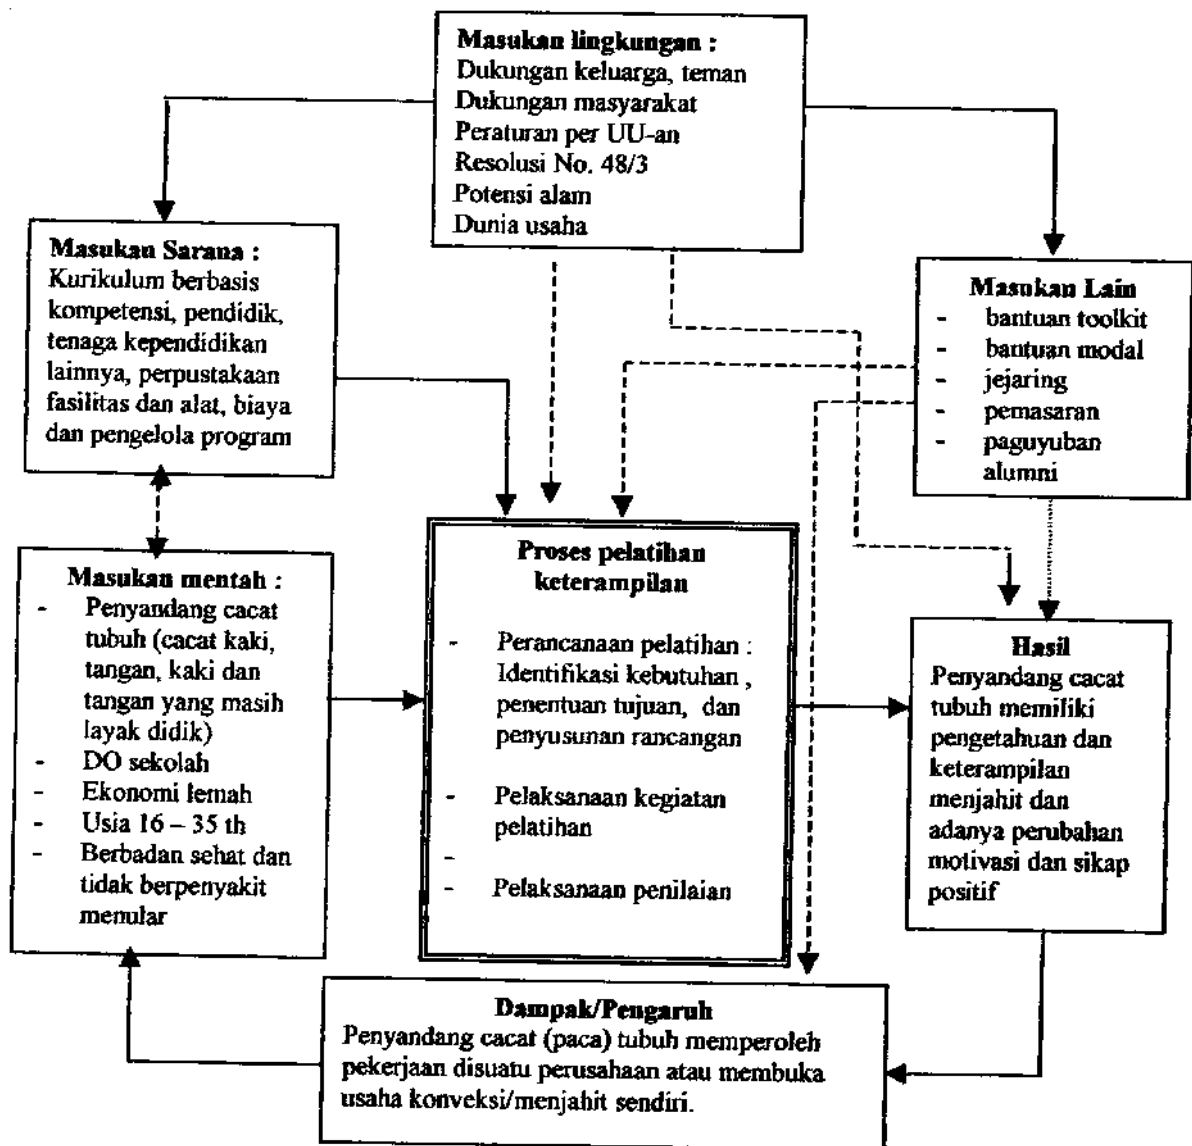 Masukan lingkungan :
Dukungan keluarga, teman
Dukungan masyarakat
Peraturan per UU-an
Resolusi No. 48/3
Potensi alam
Dunia usaha
Masukan Sarana :
Kurikulum berbasis
kompetensi, pendidik,
tenaga kependidikan
lainnya, perpustakaan
fasilitas dan alat, biaya
dan pengelola program
Masukan Lain
- bantuan toolkit
- bantuan modal
- jejaring
- pemasaran
- paguyuban
alumni
Masukan mentah :
- Penyandang cacat
tubuh (cacat kaki,
tangan, kaki dan
tangan yang masih
layak didik)
- DO sekolah
- Ekonomi lemah
- Usia 16 – 35 th
- Berbadan sehat dan
tidak berpenyakit
menular
Proses pelatihan
keterampilan
- Perancanaan pelatihan :
Identifikasi kebutuhan ,
penentuan tujuan, dan
penyusunan rancangan
- Pelaksanaan kegiatan
pelatihan
-
- Pelaksanaan penilaian
Hasil
Penyandang cacat
tubuh memiliki
pengetahuan dan
keterampilan
menjahit dan
adanya perubahan
motivasi dan sikap
positif
Dampak/Pengaruh
Penyandang cacat (paca) tubuh memperoleh
pekerjaan disuatu perusahaan atau membuka
usaha konveksi/menjahit sendiri.